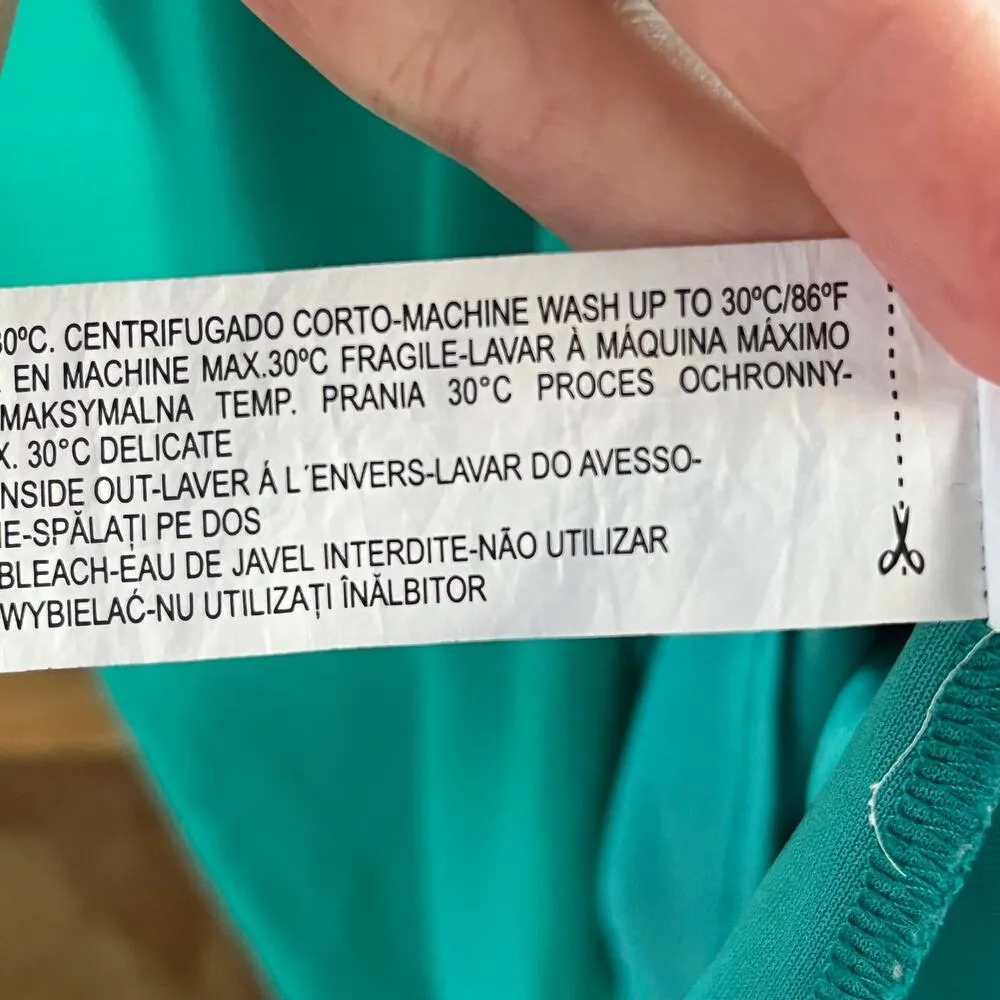 30ºC. CENTRIFUGADO CORTO-MACHINE WASH UP TO 30ºC/86ºF
EN MACHINE MAX.30ºC FRAGILE-LAVAR À MÁQUINA MÁXIMO
MAKSYMALNA TEMP. PRANIA 30°C PROCES OCHRONNY-
X. 30°C DELICATE
NSIDE OUT-LAVER Á L´ENVERS-LAVAR DO AVESSO-
IE-SPĂLAȚI PE DOS
BLEACH-EAU DE JAVEL INTERDITE-NÃO UTILIZAR
WYBIELAĆ-NU UTILIZAȚI ÎNĂLBITOR